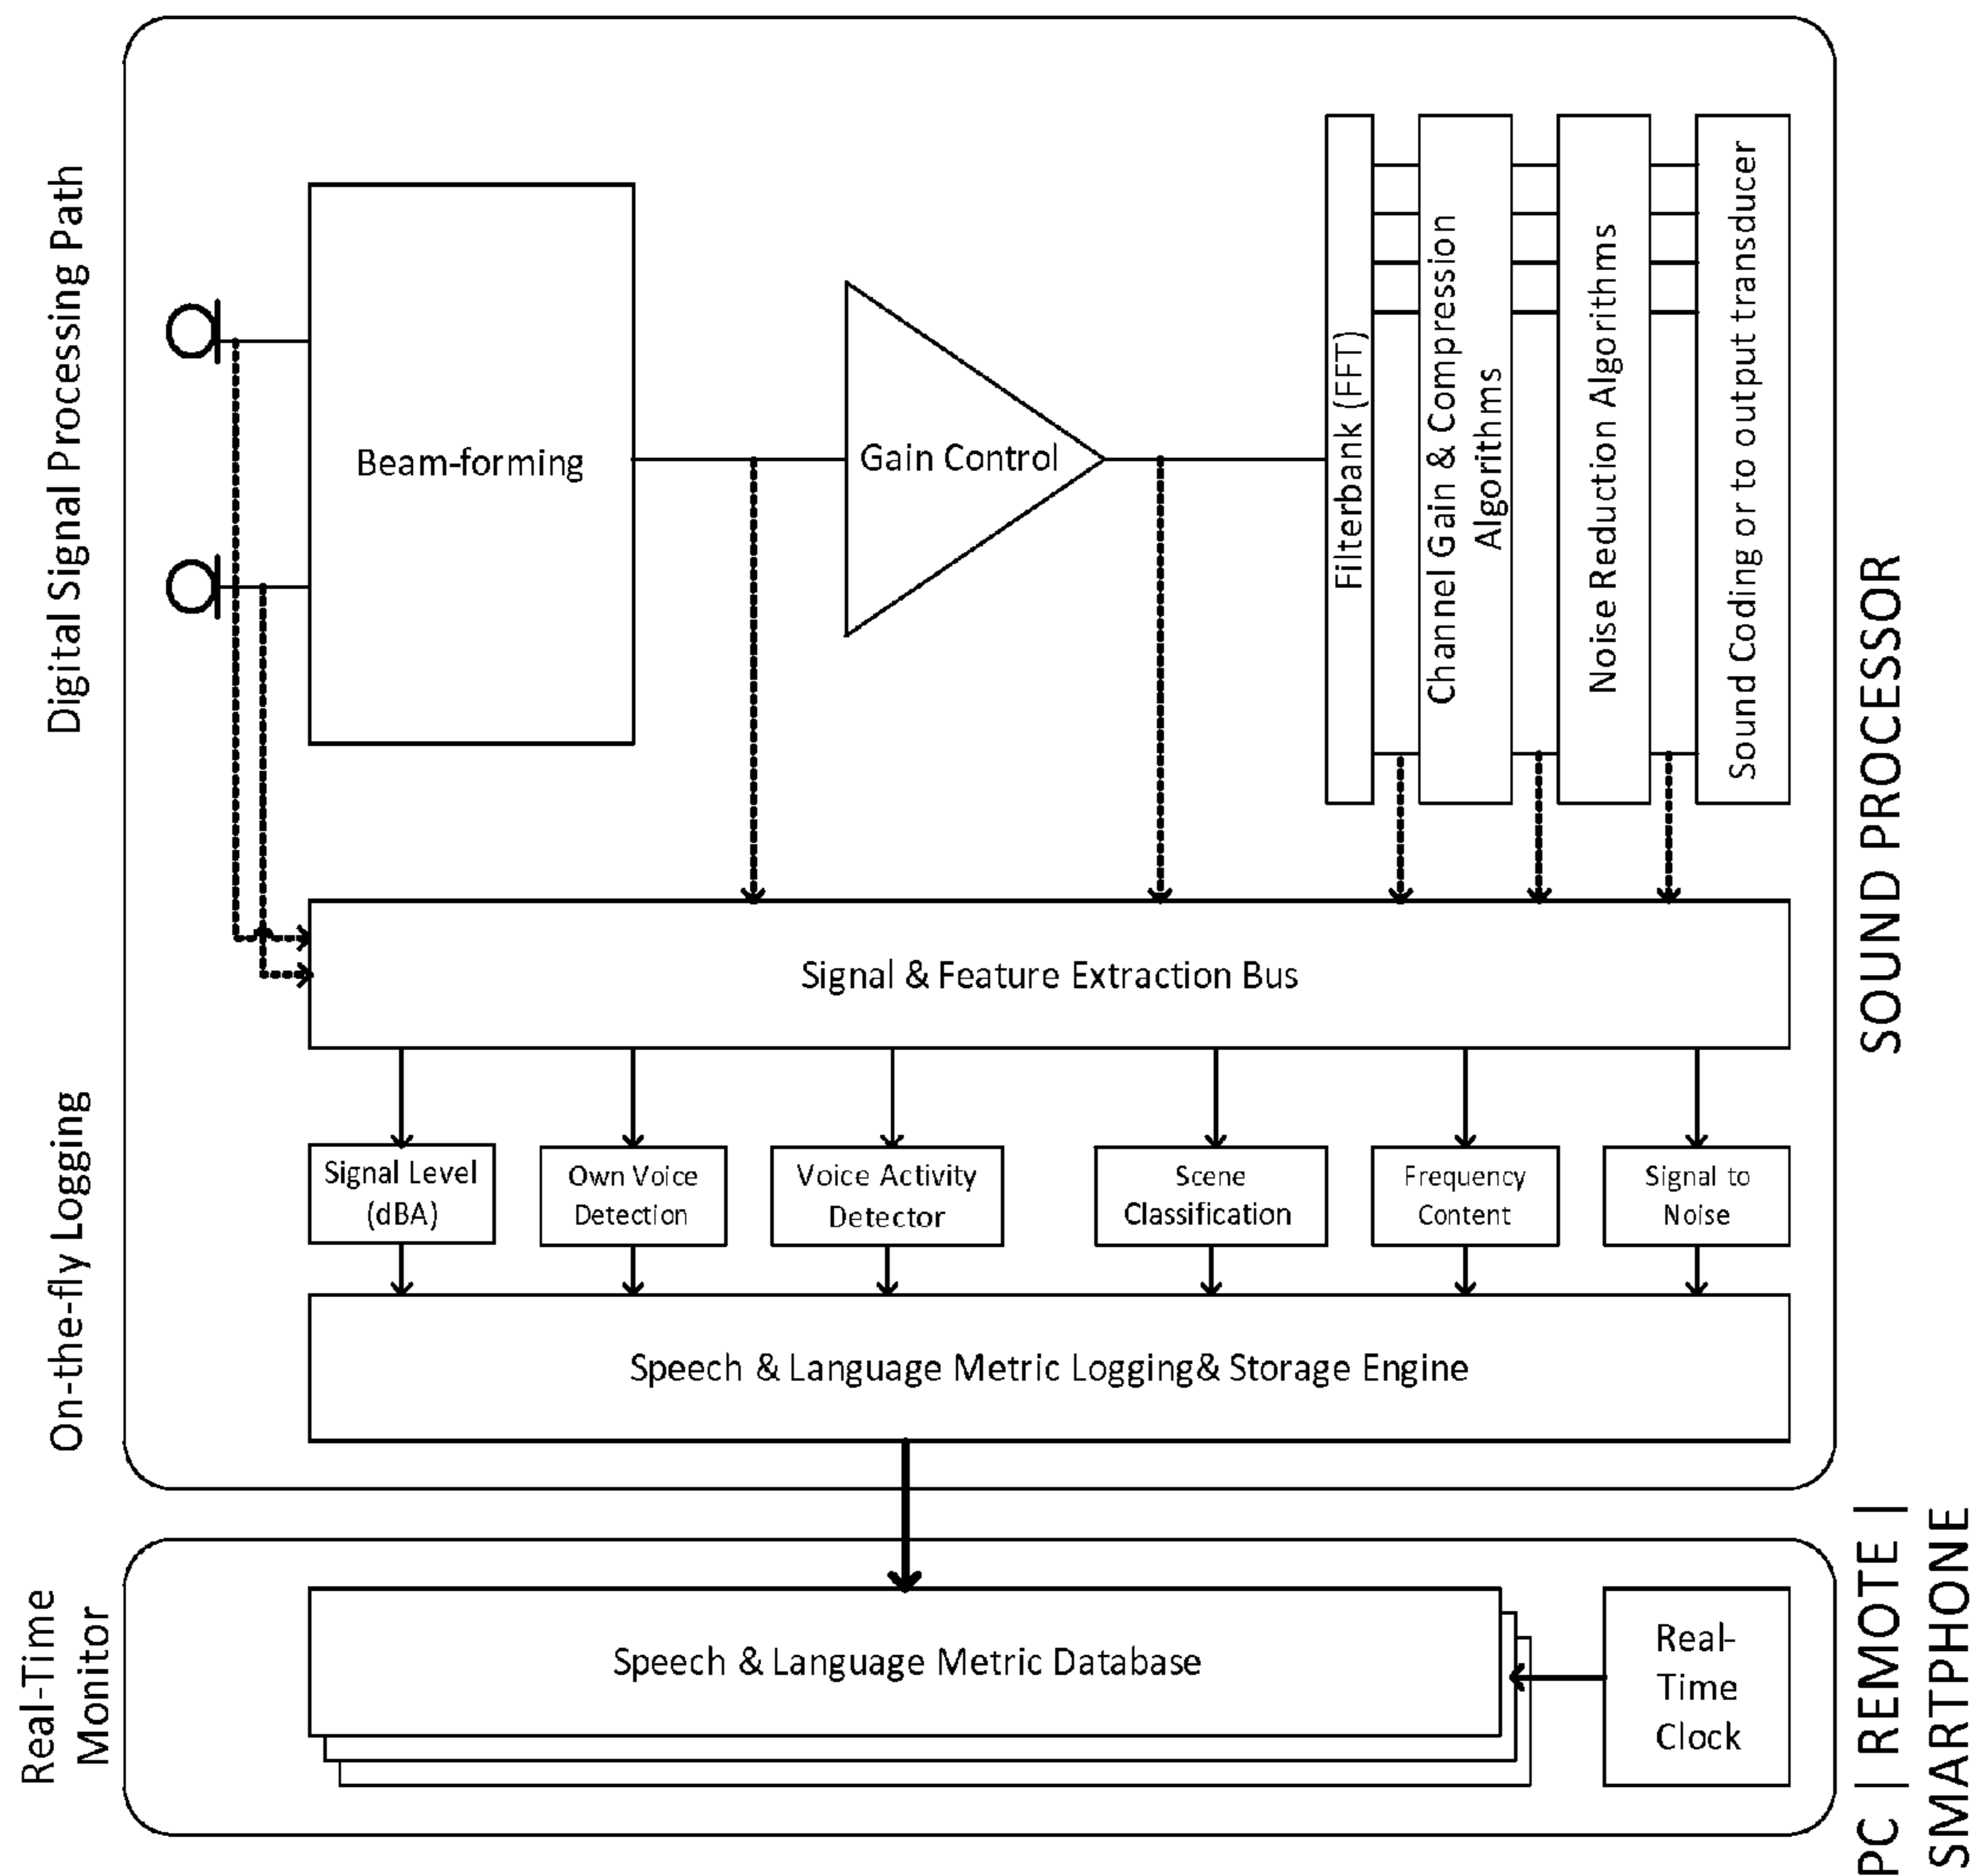 Digital Signal Processing Path
Beam-forming
Gain Control
Filterbank (FFT)
Channel Gain & Compression
Algorithms
Noise Reduction Algorithms
Sound Coding or to output transducer
SOUND PROCESSOR
Signal & Feature Extraction Bus
On-the-fly Logging
Signal Level
(dBA)
Own Voice
Detection
Voice Activity
Detector
Scene
Classification
Frequency
Content
Signal to
Noise
Speech & Language Metric Logging& Storage Engine
Real-Time
Monitor
Speech & Language Metric Database
Real-
Time
Clock
PC | REMOTE |
SMARTPHONE